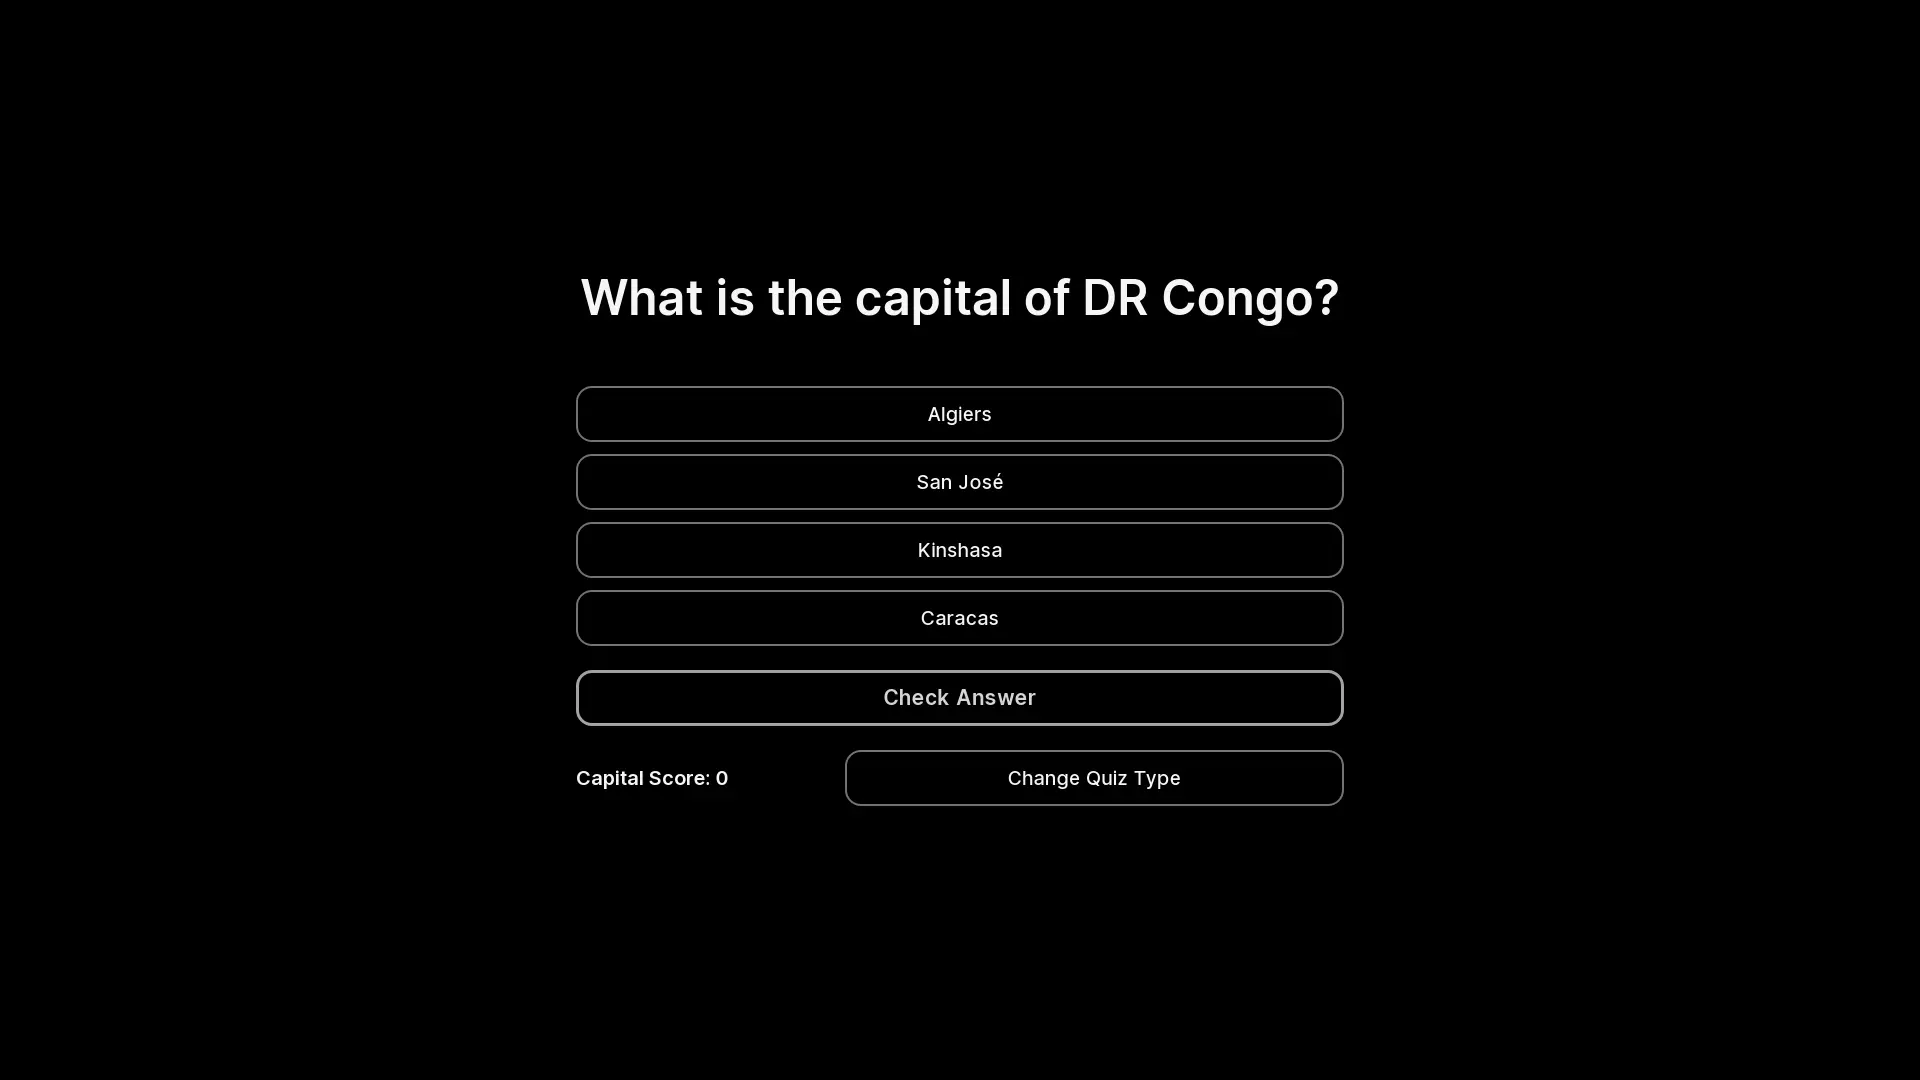 What is the capital of DR Congo?
Algiers
San José
Kinshasa
Caracas
Check Answer
Capital Score: 0
Change Quiz Type